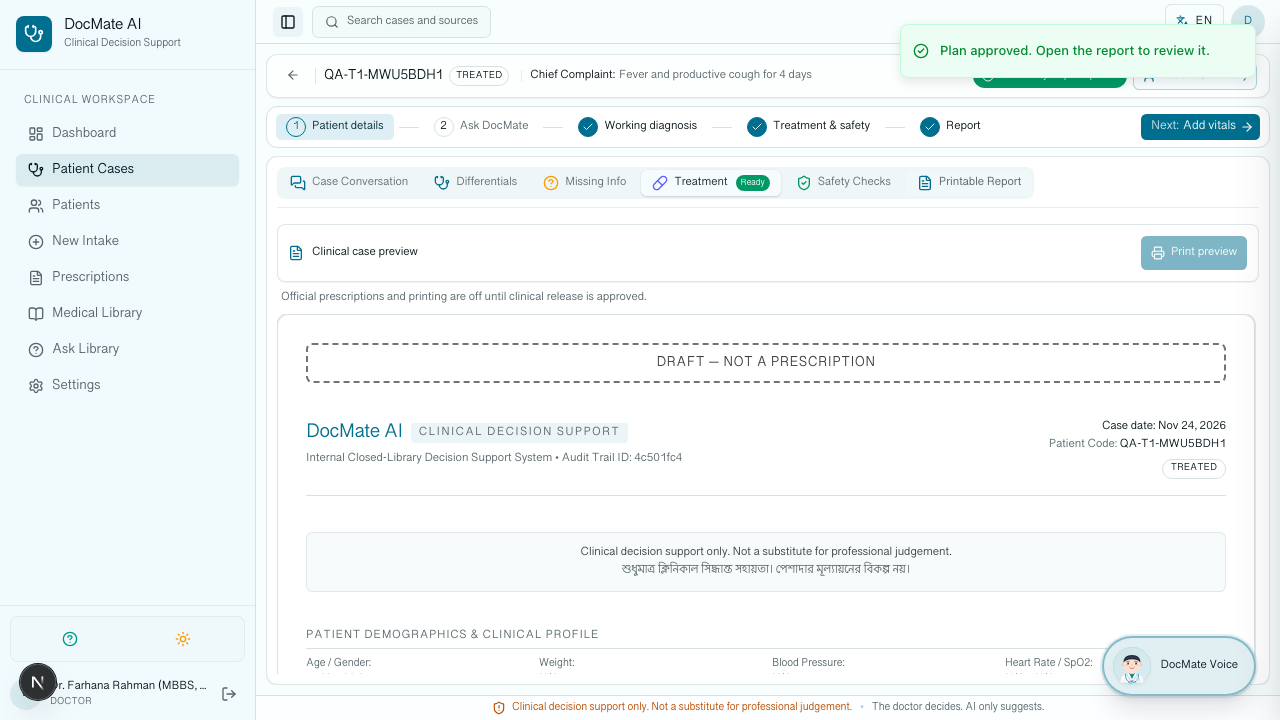 DocMate AI
Clinical Decision Support
CLINICAL WORKSPACE
Dashboard
Patient Cases
Patients
New Intake
Prescriptions
Medical Library
Ask Library
Settings
N
r. Farhana Rahman (MBBS, ...
DOCTOR
Search cases and sources
EN
D
Plan approved. Open the report to review it.
QA-T1-MWU5BDH1 TREATED Chief Complaint: Fever and productive cough for 4 days
1 Patient details
2 Ask DocMate
Working diagnosis
Treatment & safety
Report
Next: Add vitals
Case Conversation
Differentials
Missing Info
Treatment Ready
Safety Checks
Printable Report
Clinical case preview
Print preview
Official prescriptions and printing are off until clinical release is approved.
DRAFT — NOT A PRESCRIPTION
DocMate AI CLINICAL DECISION SUPPORT
Internal Closed-Library Decision Support System • Audit Trail ID: 4c501fc4
Case date: Nov 24, 2026
Patient Code: QA-T1-MWU5BDH1
TREATED
Clinical decision support only. Not a substitute for professional judgement.
শুধুমাত্র ক্লিনিকাল সিদ্ধান্ত সহায়তা। পেশাদার মূল্যায়নের বিকল্প নয়।
PATIENT DEMOGRAPHICS & CLINICAL PROFILE
Age / Gender:
Weight:
Blood Pressure:
Heart Rate / SpO2:
DocMate Voice
Clinical decision support only. Not a substitute for professional judgement. • The doctor decides. AI only suggests.